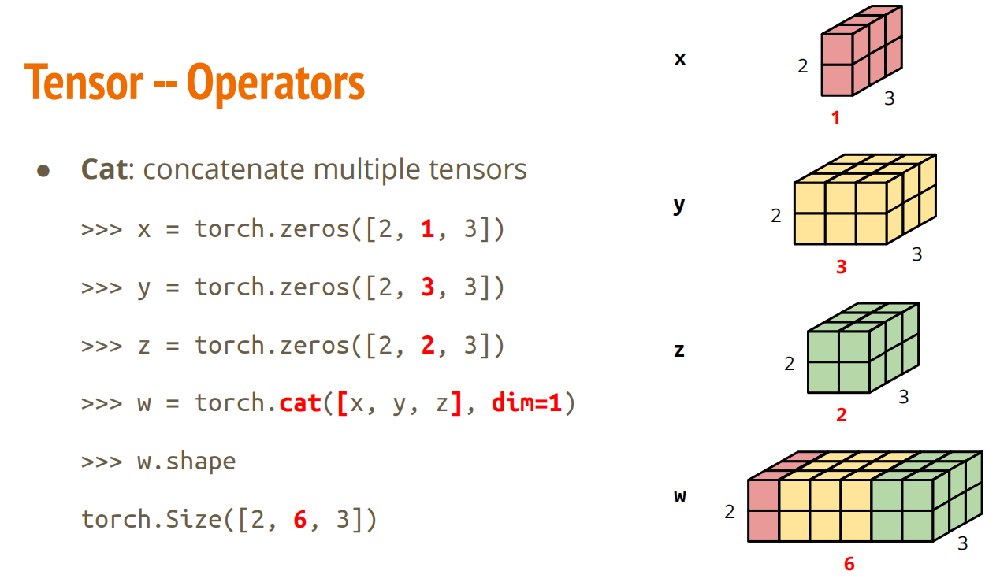 Tensor -- Operators
● Cat: concatenate multiple tensors
>>> x = torch.zeros([2, 1, 3])
>>> y = torch.zeros([2, 3, 3])
>>> z = torch.zeros([2, 2, 3])
>>> w = torch.cat([x, y, z], dim=1)
>>> w.shape
torch.Size([2, 6, 3])
x
2
3
1
y
2
3
3
z
2
3
2
w
2
3
6